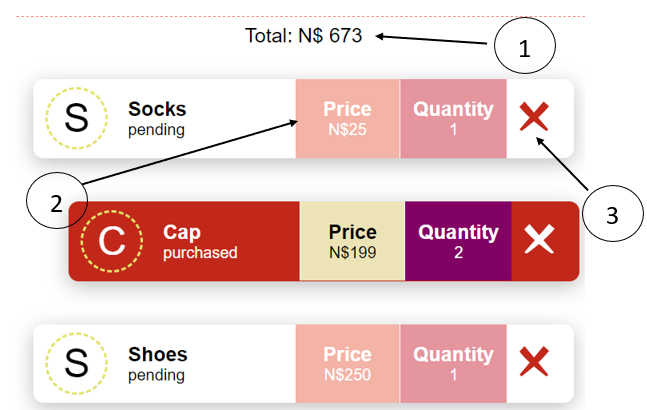 Total: N$ 673
1
S
Socks
pending
Price
N$25
Quantity
1
2
C
Cap
purchased
Price
N$199
Quantity
2
3
S
Shoes
pending
Price
N$250
Quantity
1